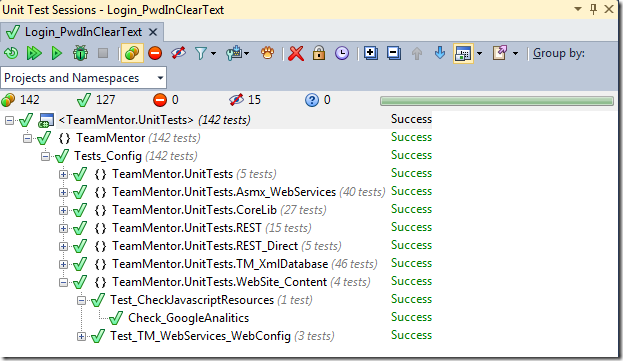 Unit Test Sessions - Login_PwdInClearText
Login_PwdInClearText
Group by:
Projects and Namespaces
142 127 0 15 0
<TeamMentor.UnitTests> (142 tests) Success
TeamMentor (142 tests) Success
Tests_Config (142 tests) Success
TeamMentor.UnitTests (5 tests) Success
TeamMentor.UnitTests.Asmx_WebServices (40 tests) Success
TeamMentor.UnitTests.CoreLib (27 tests) Success
TeamMentor.UnitTests.REST (15 tests) Success
TeamMentor.UnitTests.REST_Direct (5 tests) Success
TeamMentor.UnitTests.TM_XmlDatabase (46 tests) Success
TeamMentor.UnitTests.WebSite_Content (4 tests) Success
Test_CheckJavascriptResources (1 test) Success
Check_GoogleAnalitics Success
Test_TM_WebServices_WebConfig (3 tests) Success